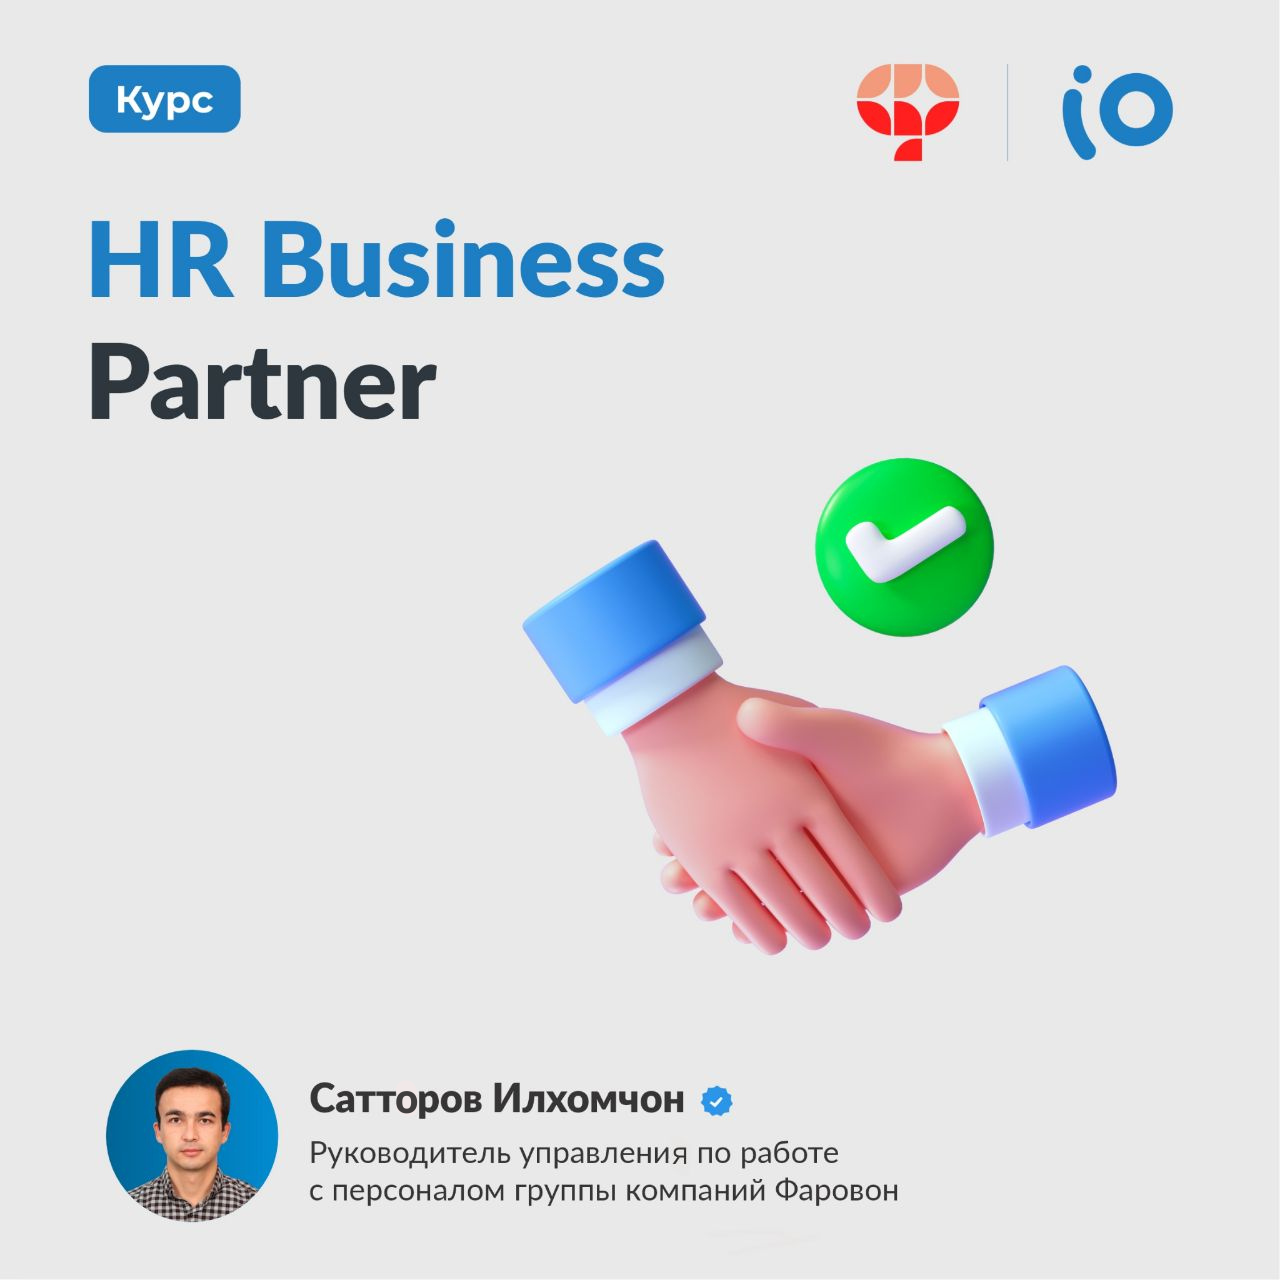 Курс
io
HR Business
Partner
Сатторов Илхомчон
Руководитель управления по работе
с персоналом группы компаний Фаровон